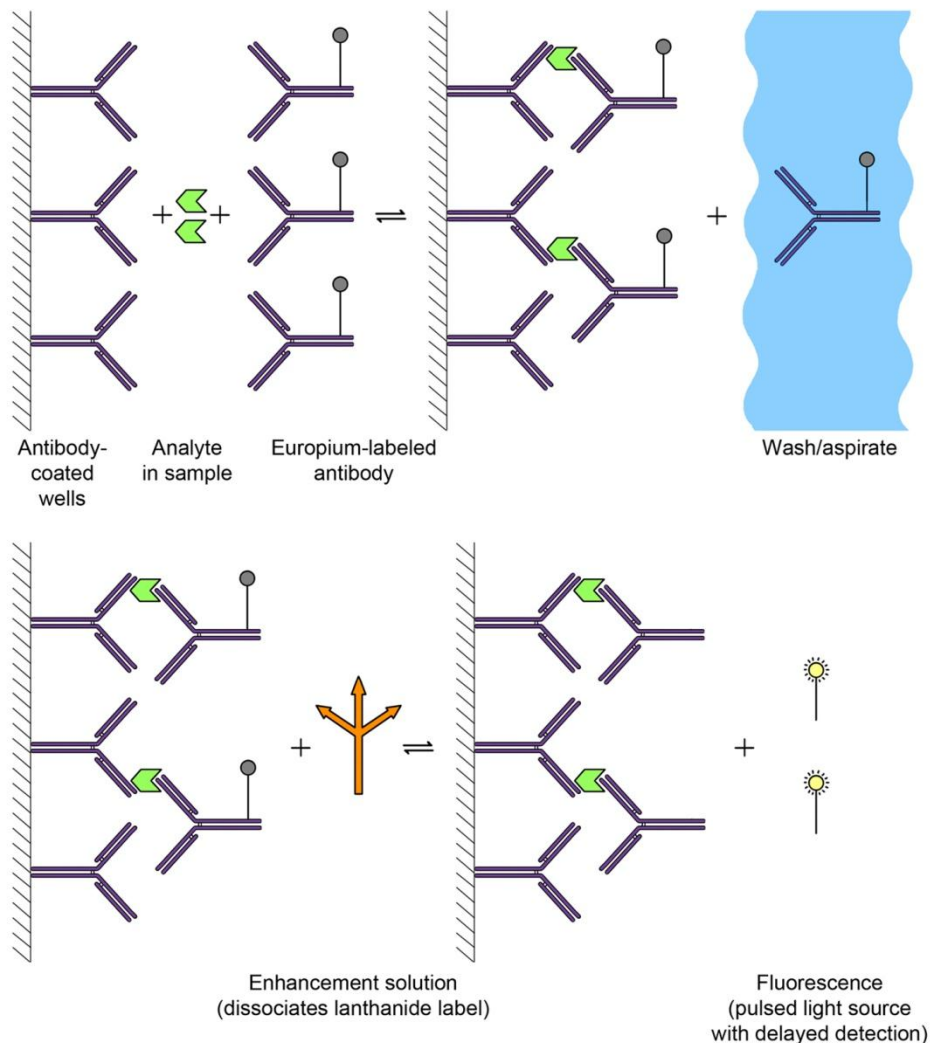 Antibody-
coated
wells
Analyte
in sample
Europium-labeled
antibody
Wash/aspirate
Enhancement solution
(dissociates lanthanide label)
Fluorescence
(pulsed light source
with delayed detection)